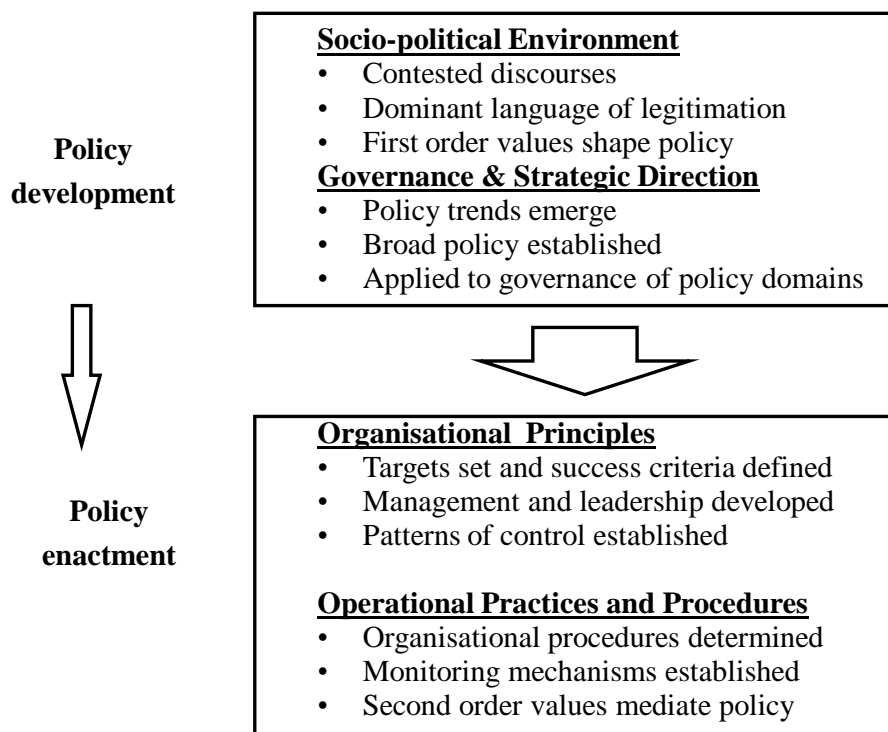 Socio-political Environment
• Contested discourses
• Dominant language of legitimation
• First order values shape policy
Policy
development
Governance & Strategic Direction
• Policy trends emerge
• Broad policy established
• Applied to governance of policy domains
Organisational Principles
• Targets set and success criteria defined
• Management and leadership developed
• Patterns of control established
Policy
enactment
Operational Practices and Procedures
• Organisational procedures determined
• Monitoring mechanisms established
• Second order values mediate policy